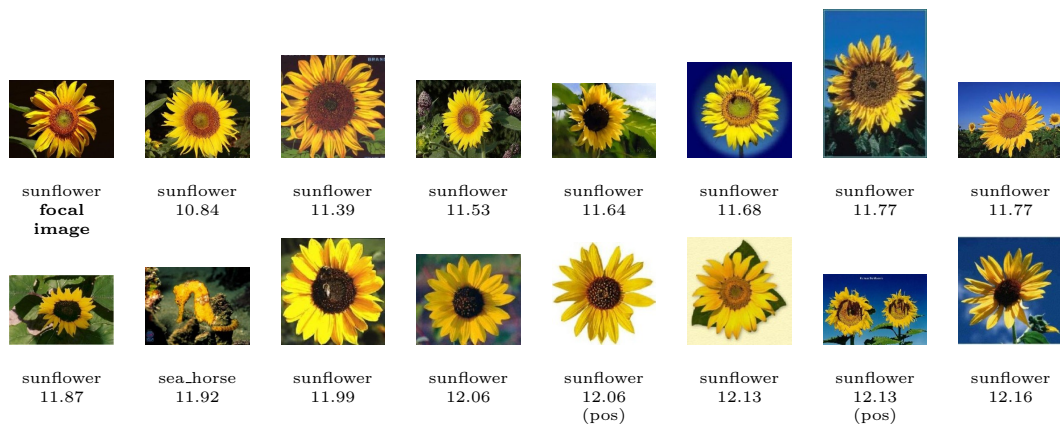 sunflower sunflower sunflower sunflower sunflower sunflower sunflower sunflower
focal 10.84 11.39 11.53 11.64 11.68 11.77 11.77
image
sunflower sea_horse sunflower sunflower sunflower sunflower sunflower sunflower
11.87 11.92 11.99 12.06 12.06 12.13 12.13 12.16
(pos) (pos)